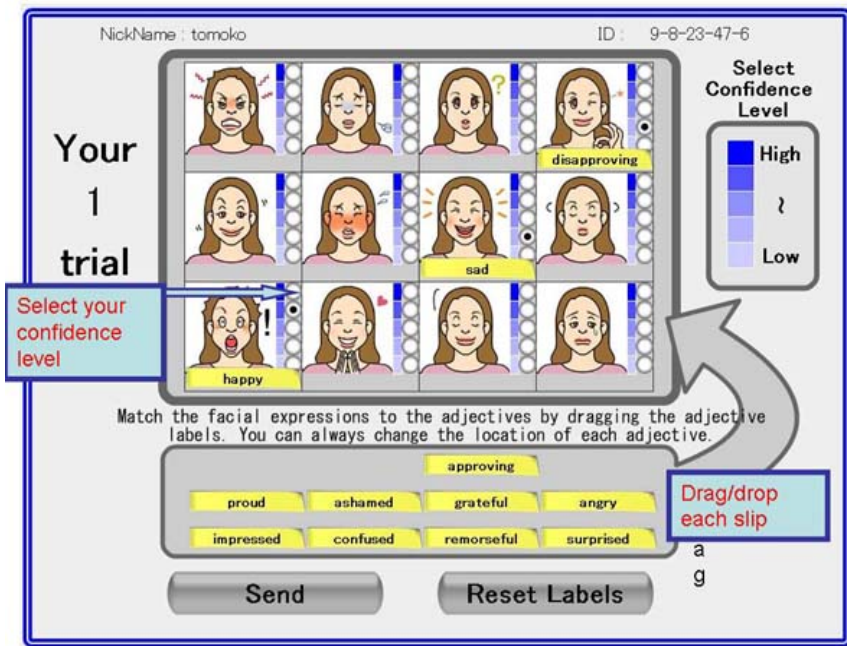 NickName : tomoko
ID : 9-8-23-47-6
Your
1
trial
?
disapproving
sad
!
happy
Select
Confidence
Level
High
~
Low
Select your
confidence
level
Match the facial expressions to the adjectives by dragging the adjective
labels. You can always change the location of each adjective.
approving
proud
ashamed
grateful
angry
impressed
confused
remorseful
surprised
Drag/drop
each slip
a
g
Send
Reset Labels